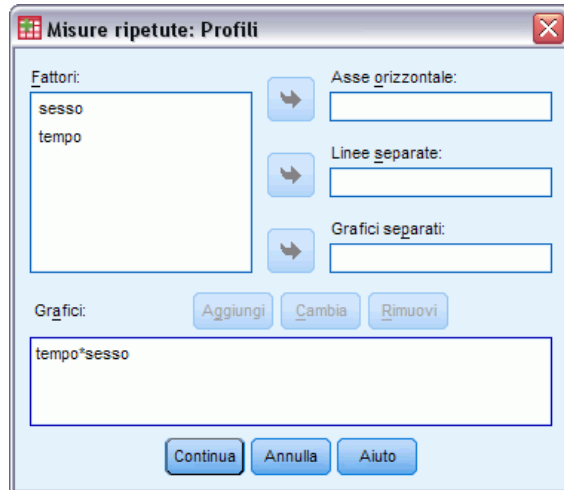 Misure ripetute: Profili
Fattori:
sesso
tempo
Asse orizzontale:
Linee separate:
Grafici separati:
Grafici:
Aggiungi
Cambia
Rimuovi
tempo*sesso
Continua
Annulla
Aiuto